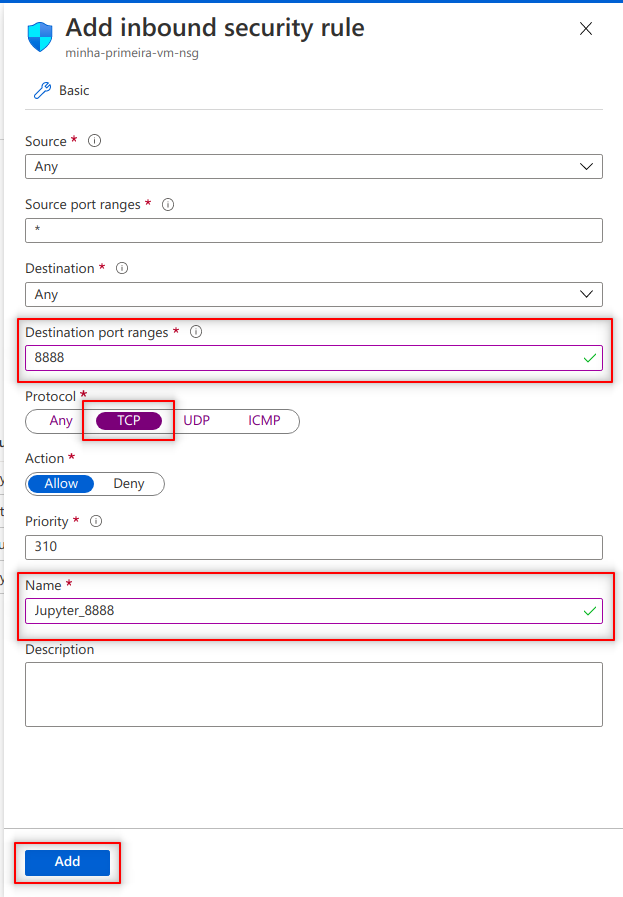 Add inbound security rule
minha-primeira-vm-nsg
Basic
Source *
Any
Source port ranges *
*
Destination *
Any
Destination port ranges *
8888
Protocol *
Any TCP UDP ICMP
Action *
Allow Deny
Priority *
310
Name *
Jupyter_8888
Description
Add